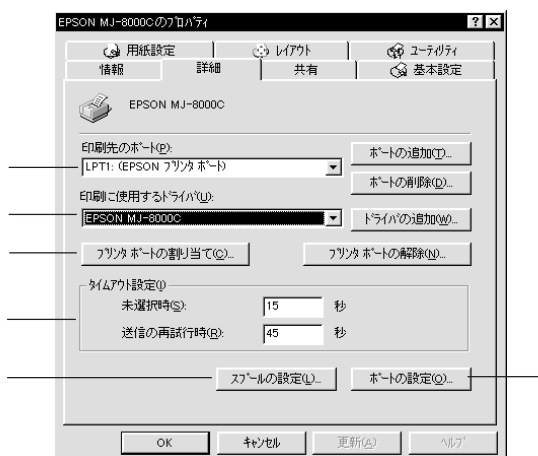 EPSON MJ-8000Cのプロパティ
用紙設定 レイアウト ユーティリティ
情報 詳細 共有 基本設定
EPSON MJ-8000C
印刷先のポート(P):
LPT1: (EPSON プリンタ ポート)
ポートの追加(T)...
ポートの削除(D)...
印刷に使用するドライバ(U):
EPSON MJ-8000C
ドライバの追加(W)...
プリンタ ポートの割り当て(C)... プリンタ ポートの解除(N)...
タイムアウト設定(I)
未選択時(S): 15 秒
送信の再試行時(R): 45 秒
スプールの設定(L)... ポートの設定(O)...
OK キャンセル 更新(A) ヘルプ